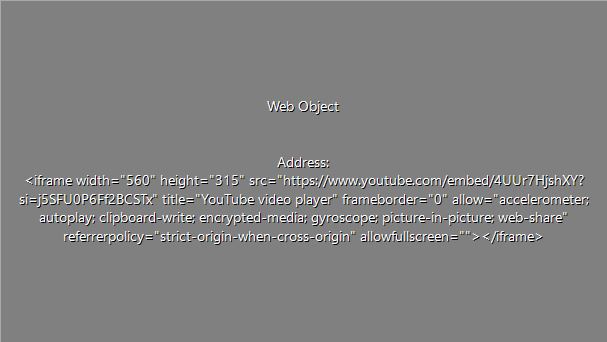 Web Object
Address:
<iframe width="560" height="315" src="https://www.youtube.com/embed/4UUr7HjshXY?
si=j5SFU0P6Ff2BCSTx" title="YouTube video player" frameborder="0" allow="accelerometer;
autoplay; clipboard-write; encrypted-media; gyroscope; picture-in-picture; web-share"
referrerpolicy="strict-origin-when-cross-origin" allowfullscreen=""></iframe>